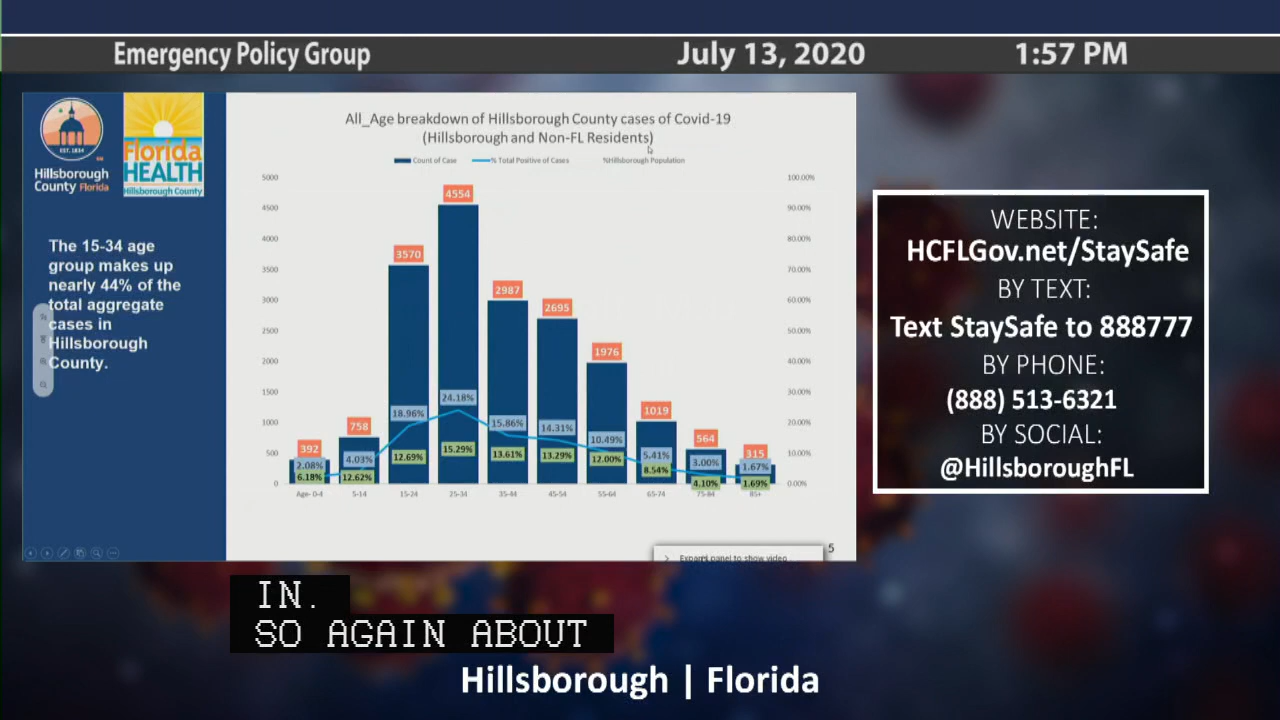 Emergency Policy Group
July 13, 2020
1:57 PM
EST. 1834
Hillsborough
County Florida
Florida
HEALTH
Hillsborough County
The 15-34 age
group makes up
nearly 44% of the
total aggregate
cases in
Hillsborough
County.
All_Age breakdown of Hillsborough County cases of Covid-19
(Hillsborough and Non-FL Residents)
Count of Case
% Total Positive of Cases
%Hillsborough Population
5000
4500
4000
3500
3000
2500
2000
1500
1000
500
0
100.00%
90.00%
80.00%
70.00%
60.00%
50.00%
40.00%
30.00%
20.00%
10.00%
0.00%
392
758
3570
4554
2987
2695
1976
1019
564
315
2.08%
4.03%
18.96%
24.18%
15.86%
14.31%
10.49%
5.41%
3.00%
1.67%
6.18%
12.62%
12.69%
15.29%
13.61%
13.29%
12.00%
8.54%
4.10%
1.69%
Age- 0-4
5-14
15-24
25-34
35-44
45-54
55-64
65-74
75-84
85+
Expand panel to show video
5
WEBSITE:
HCFLGov.net/StaySafe
BY TEXT:
Text StaySafe to 888777
BY PHONE:
(888) 513-6321
BY SOCIAL:
@HillsboroughFL
IN.
SO AGAIN ABOUT
Hillsborough | Florida